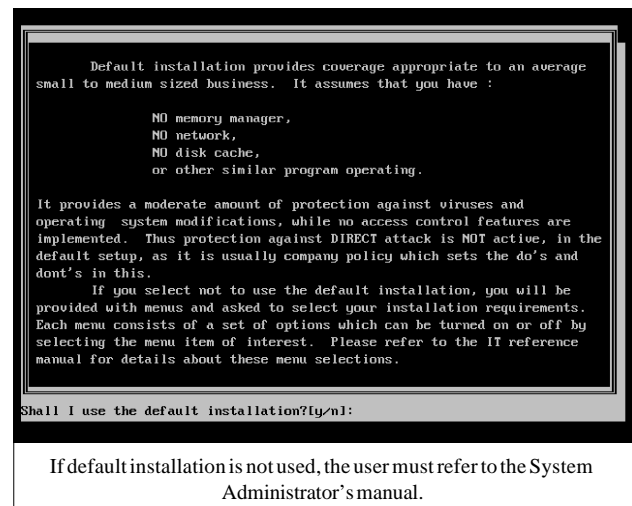 Default installation provides coverage appropriate to an average
small to medium sized business. It assumes that you have :
NO memory manager,
NO network,
NO disk cache,
or other similar program operating.
It provides a moderate amount of protection against viruses and
operating system modifications, while no access control features are
implemented. Thus protection against DIRECT attack is NOT active, in the
default setup, as it is usually company policy which sets the do's and
dont's in this.
If you select not to use the default installation, you will be
provided with menus and asked to select your installation requirements.
Each menu consists of a set of options which can be turned on or off by
selecting the menu item of interest. Please refer to the IT reference
manual for details about these menu selections.
Shall I use the default installation?[y/n]:
If default installation is not used, the user must refer to the System
Administrator's manual.